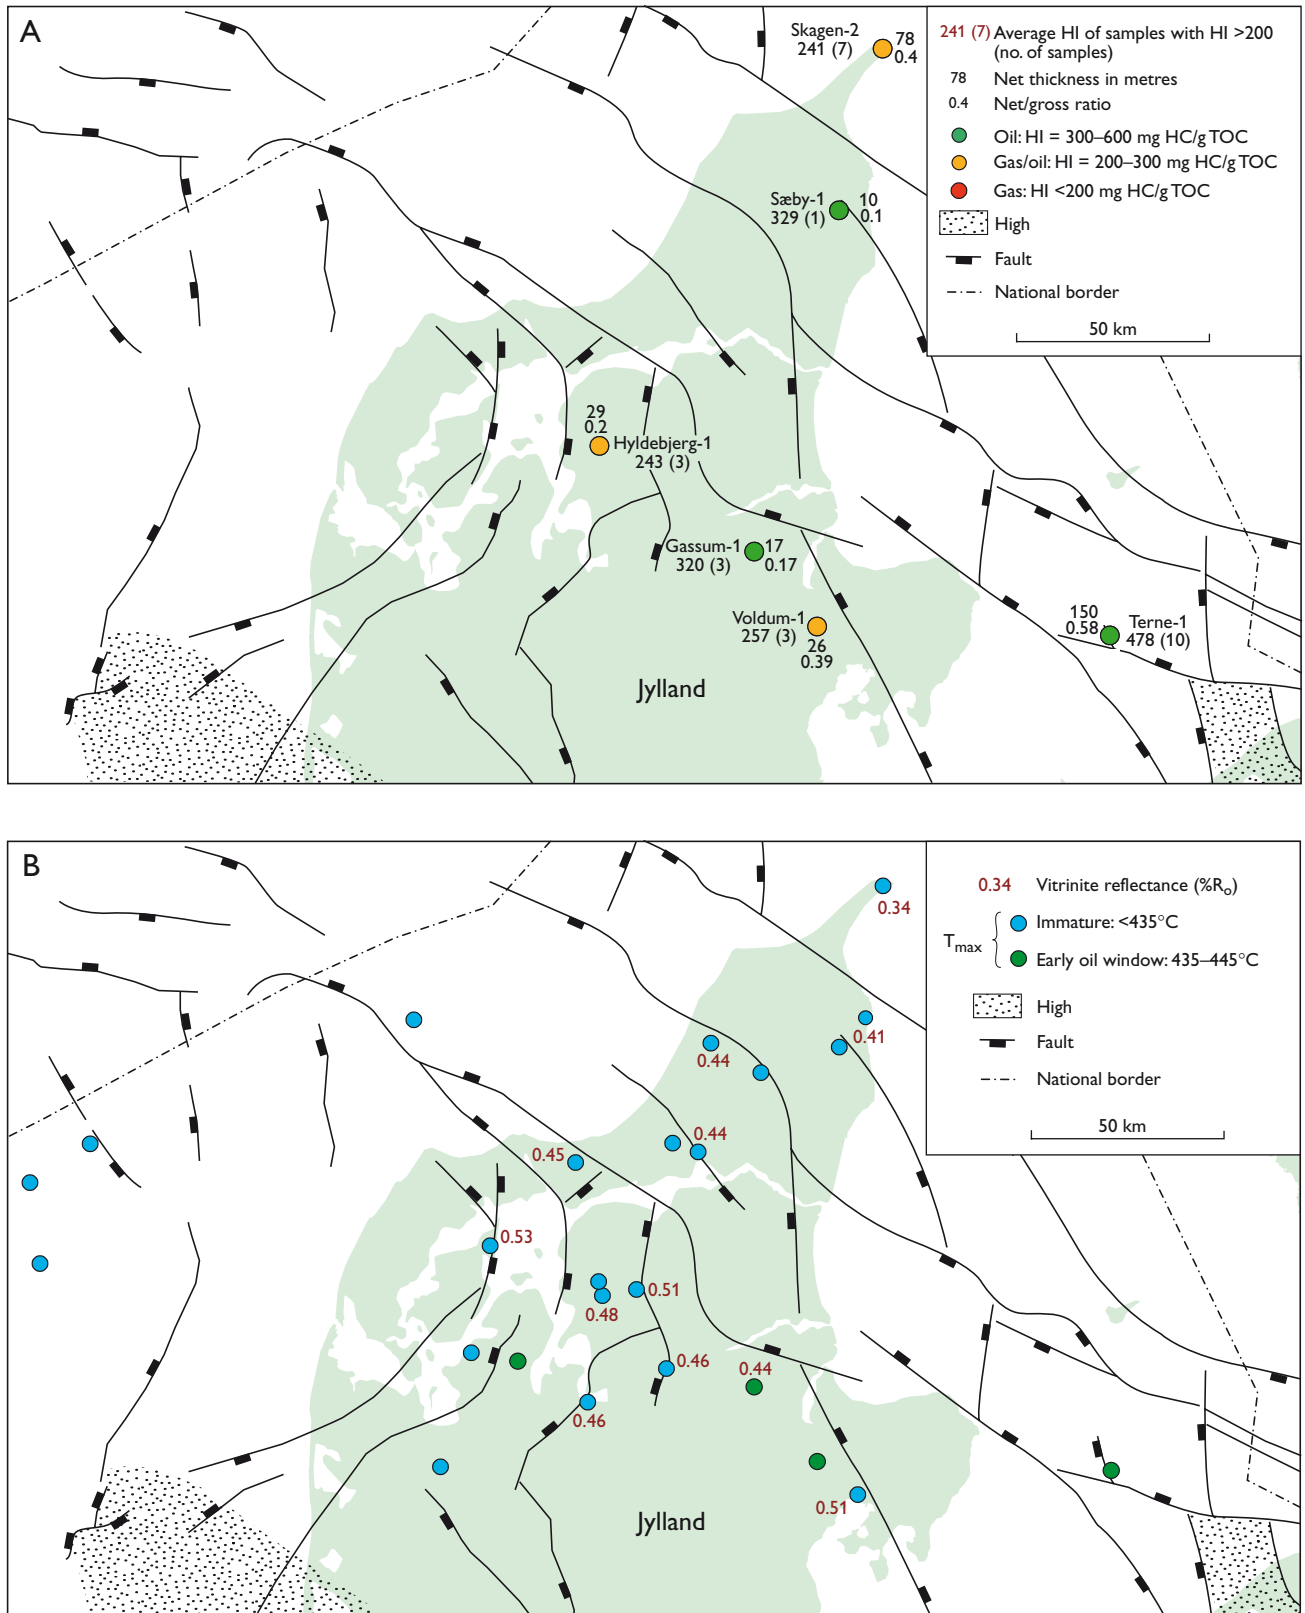 A
Skagen-2
241 (7)
78
0.4
Sæby-1
329 (1)
10
0.1
29
0.2
Hyldebjerg-1
243 (3)
Gassum-1
320 (3)
17
0.17
Voldum-1
257 (3)
26
0.39
150
0.58
Terne-1
478 (10)
Jylland
241 (7) Average HI of samples with HI >200
(no. of samples)
78 Net thickness in metres
0.4 Net/gross ratio
Oil: HI = 300–600 mg HC/g TOC
Gas/oil: HI = 200–300 mg HC/g TOC
Gas: HI <200 mg HC/g TOC
High
Fault
National border
50 km
B
0.34
0.41
0.44
0.44
0.45
0.53
0.51
0.48
0.46
0.44
0.46
0.51
Jylland
0.34 Vitrinite reflectance (%Ro)
Tmax
Immature: <435°C
Early oil window: 435–445°C
High
Fault
National border
50 km